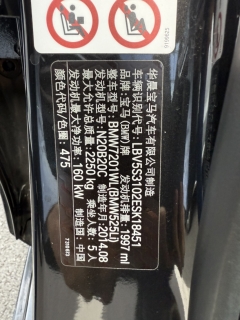 华晨宝马汽车有限公司制造
品牌：宝马(BMW)牌
车辆识别代号：LBV5S3102ESK18451
整车型号：BMW7201WL(BMW525Li)
发动机型号：N20B20C
发动机排量：1997 ml
最大允许总质量：2250 kg
制造年月：2014.08
发动机最大净功率：160 kW
乘坐人数：5人
颜色代码/色圈：475
制造国：中国